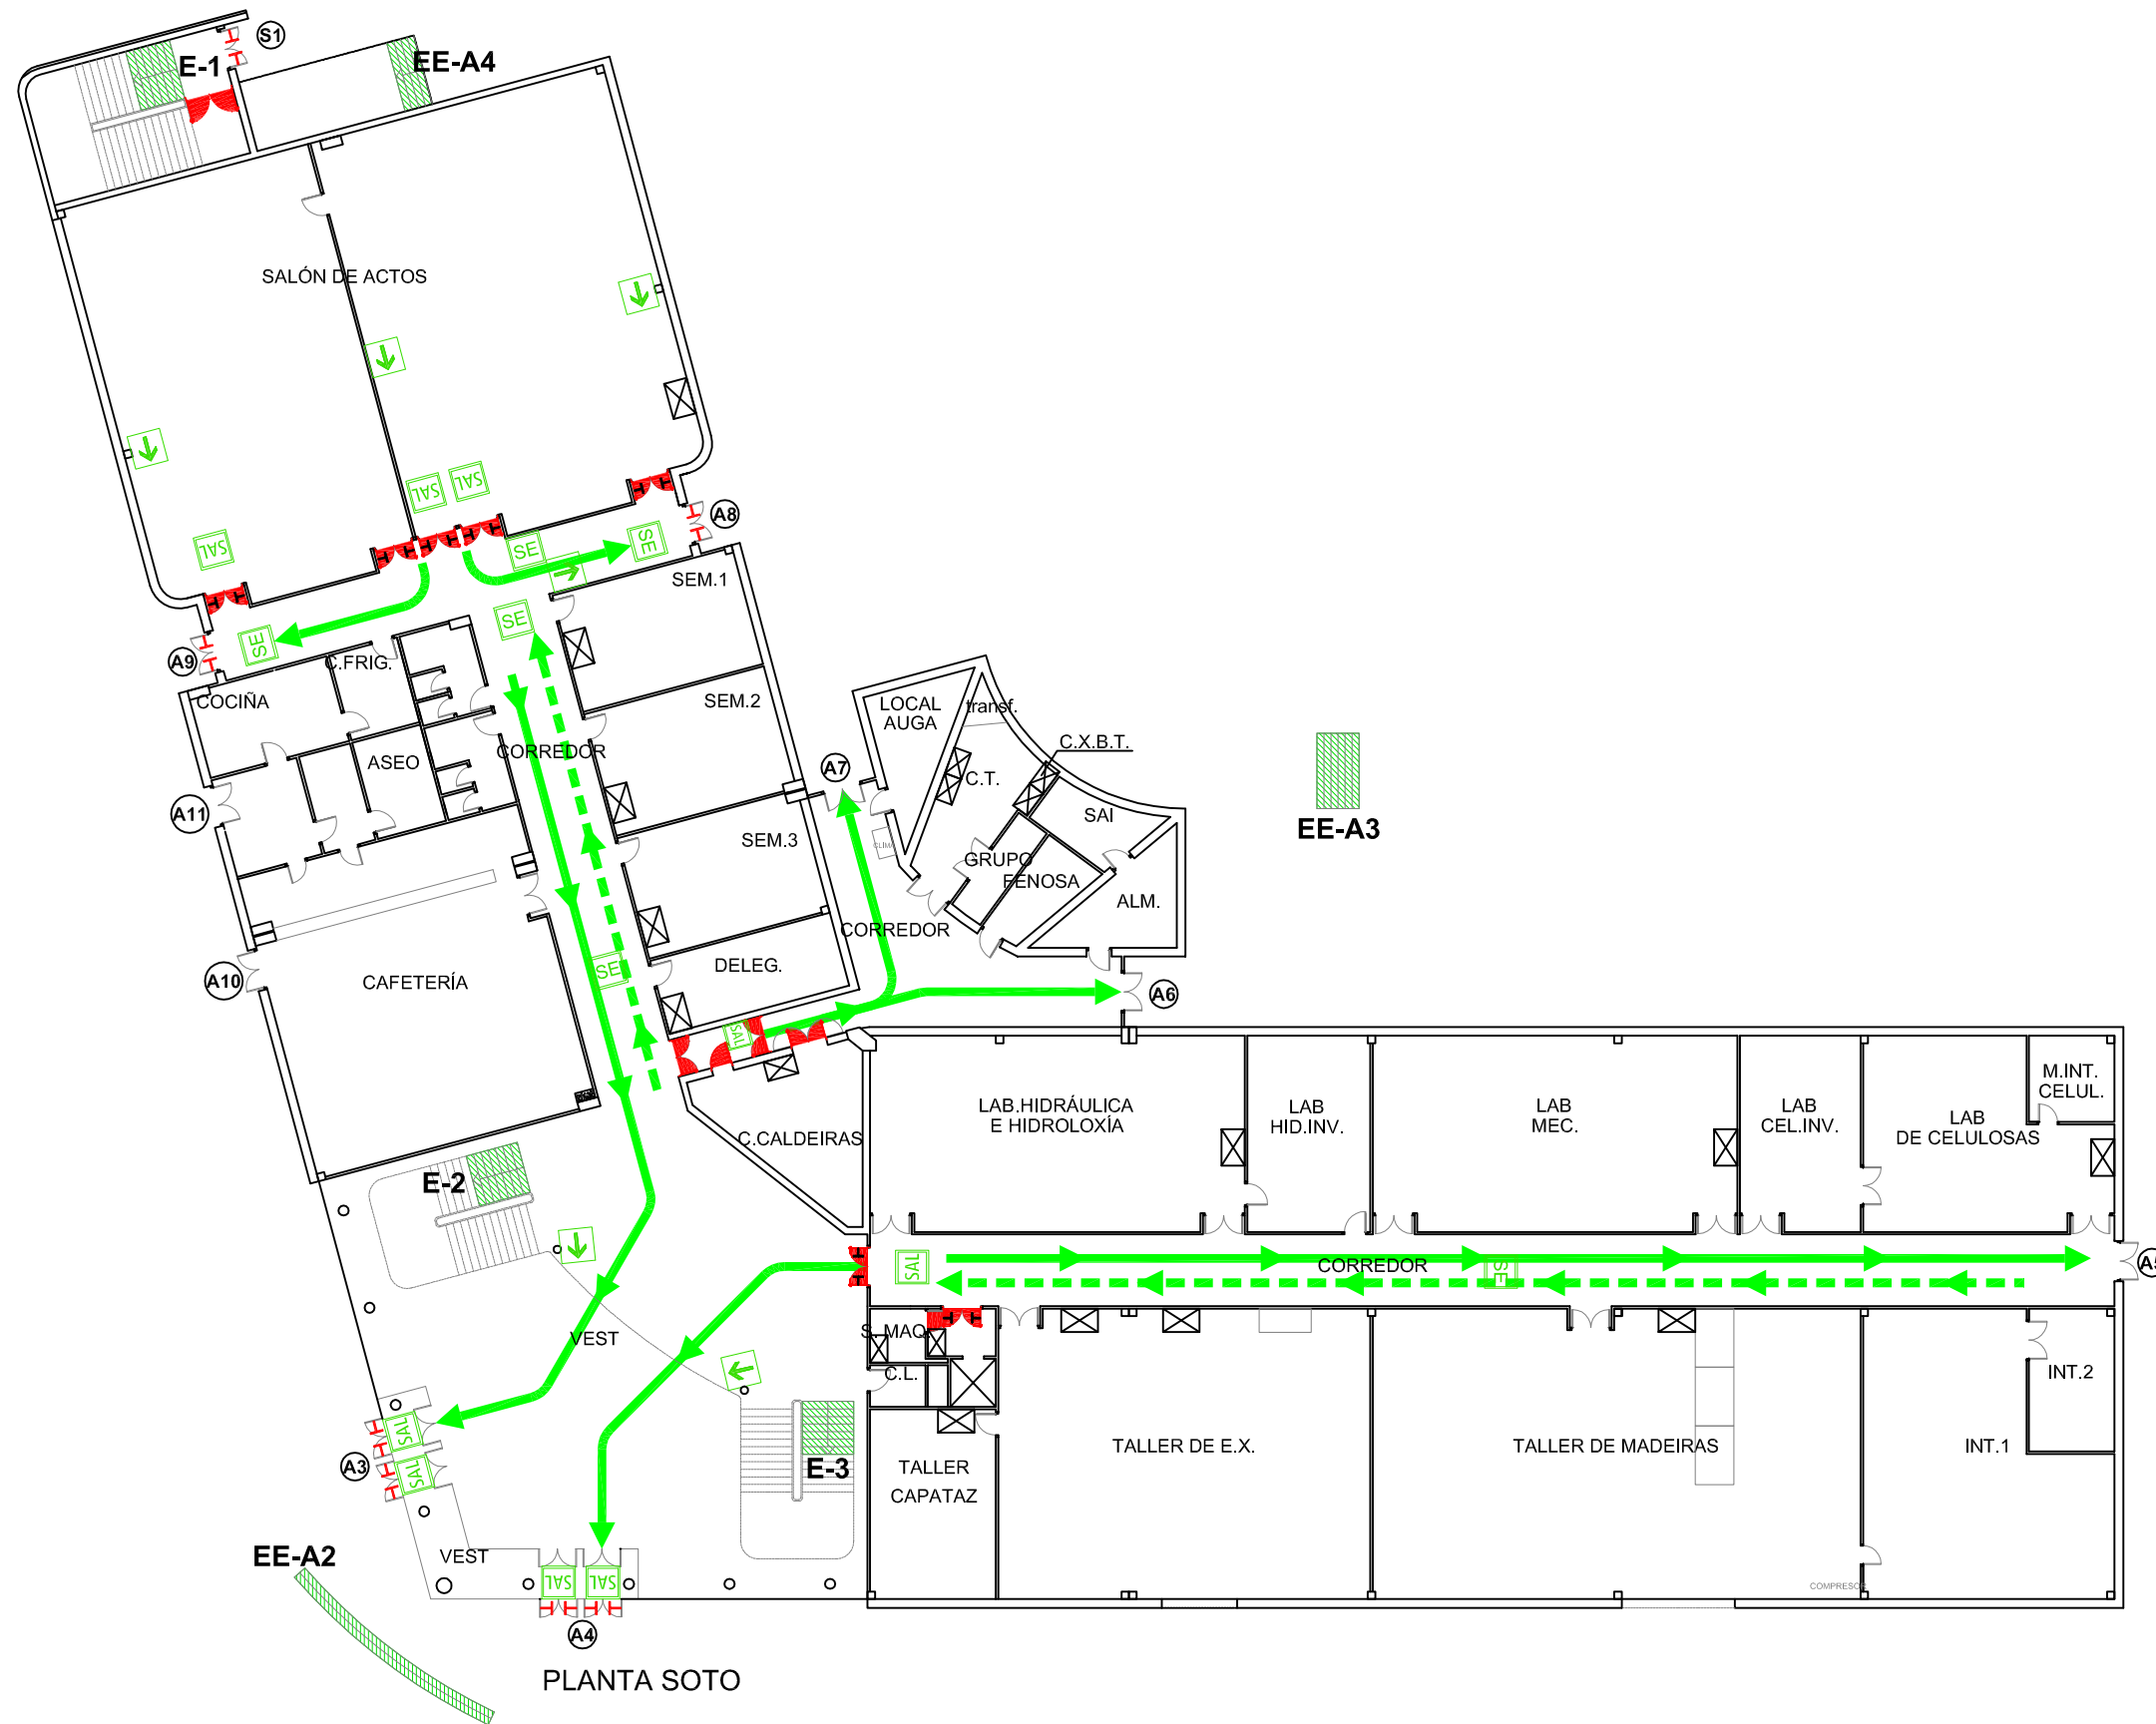 S1
E-1
EE-A4
SALÓN DE ACTOS
SAL
SAL
SAL
A8
SE
SE
SEM.1
SE
SE
A9
C.FRIG.
COCIÑA
SEM.2
LOCAL
AUGA
transf.
C.X.B.T.
CORREDOR
ASEO
A7
C.T.
A11
SAI
EE-A3
SEM.3
CLIMA
GRUPO
FENOSA
ALM.
CORREDOR
DELEG.
SE
A10
CAFETERÍA
A6
SAL
C.CALDEIRAS
LAB.HIDRÁULICA
E HIDROLOXÍA
LAB
HID.INV.
LAB
MEC.
LAB
CEL.INV.
LAB
DE CELULOSAS
M.INT.
CELUL.
E-2
SAL
CORREDOR
SE
A5
VEST
S. MAQ.
C.L.
INT.2
SAL
SAL
A3
E-3
TALLER
CAPATAZ
TALLER DE E.X.
TALLER DE MADEIRAS
INT.1
EE-A2
VEST
SAL
SAL
COMPRESOR
A4
PLANTA SOTO